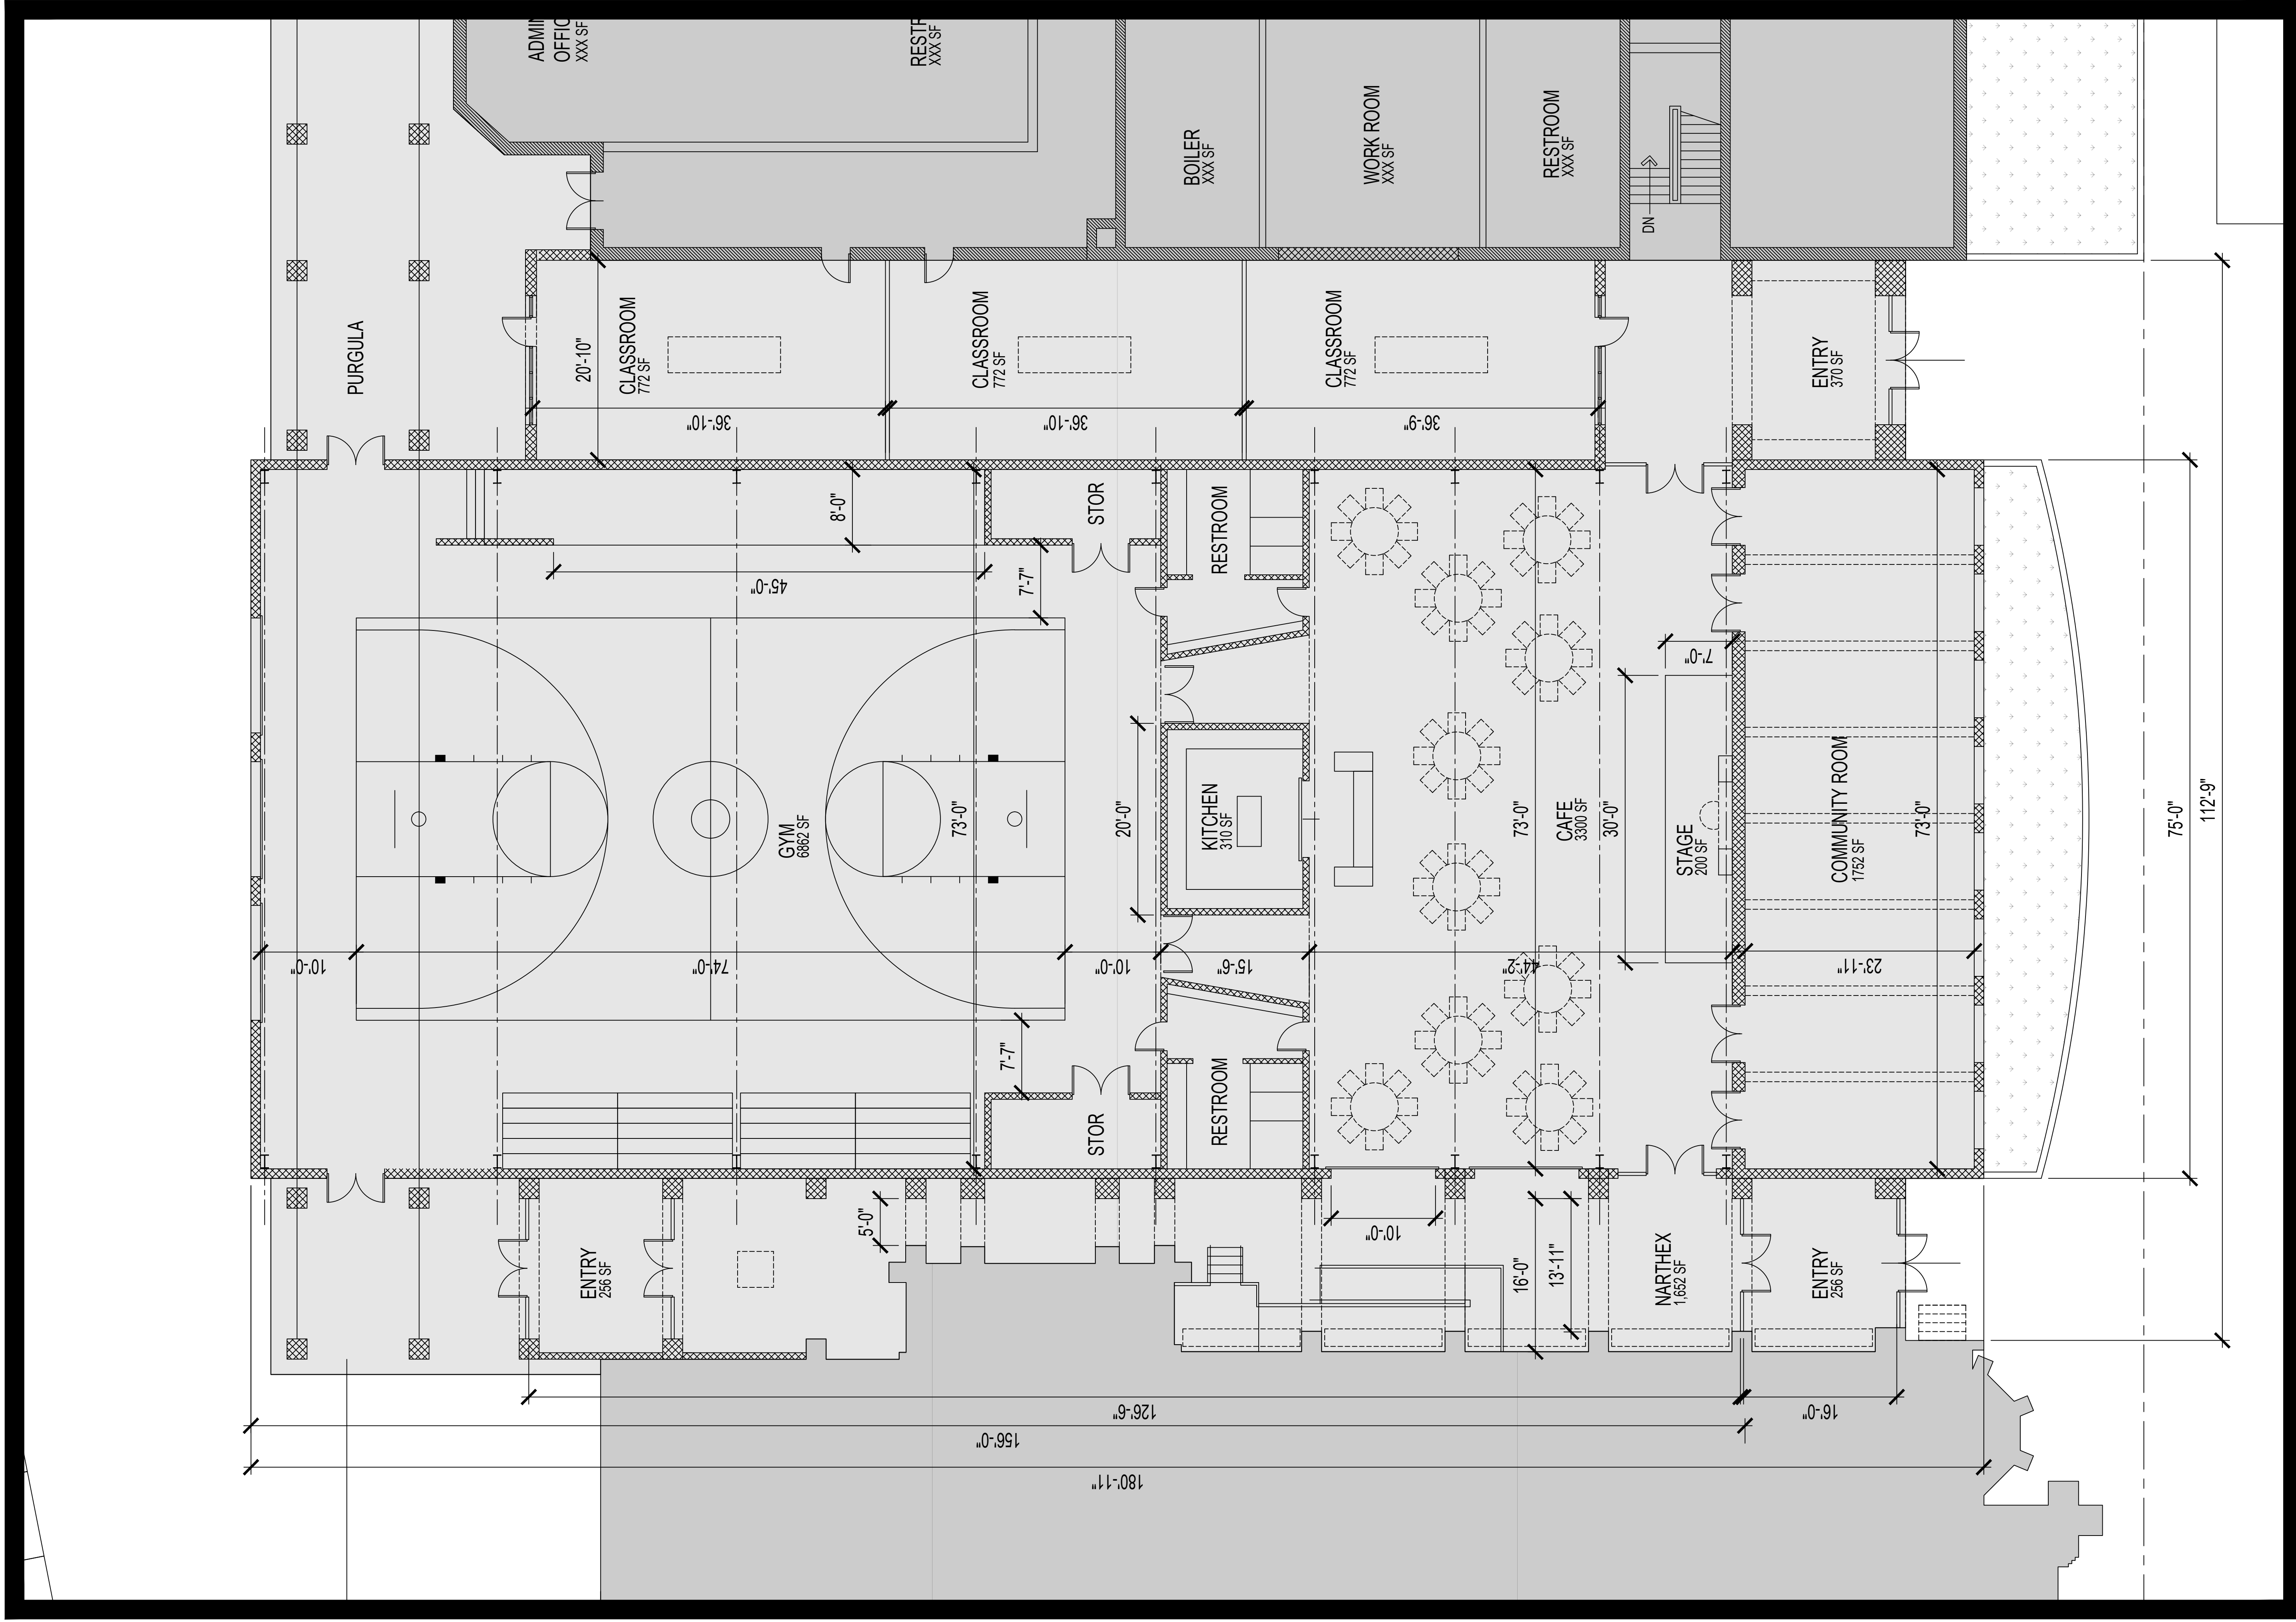 ADMIN
OFFIC
XXX SF
RESTR
XXX SF
BOILER
XXX SF
WORK ROOM
XXX SF
RESTROOM
XXX SF
DN
PURGULA
20'-10"
CLASSROOM
772 SF
CLASSROOM
772 SF
CLASSROOM
772 SF
ENTRY
370 SF
36'-10"
36'-10"
36'-9"
8'-0"
STOR
RESTROOM
45'-0"
7'-7"
7'-0"
GYM
6862 SF
73'-0"
20'-0"
KITCHEN
310 SF
73'-0"
CAFE
3300 SF
30'-0"
STAGE
200 SF
COMMUNITY ROOM
1752 SF
73'-0"
75'-0"
112'-9"
10'-0"
74'-0"
10'-0"
15'-6"
44'-2"
23'-11"
7'-7"
STOR
RESTROOM
5'-0"
10'-0"
ENTRY
256 SF
16'-0"
13'-11"
NARTHEX
1,652 SF
ENTRY
256 SF
126'-6"
16'-0"
156'-0"
180'-11"